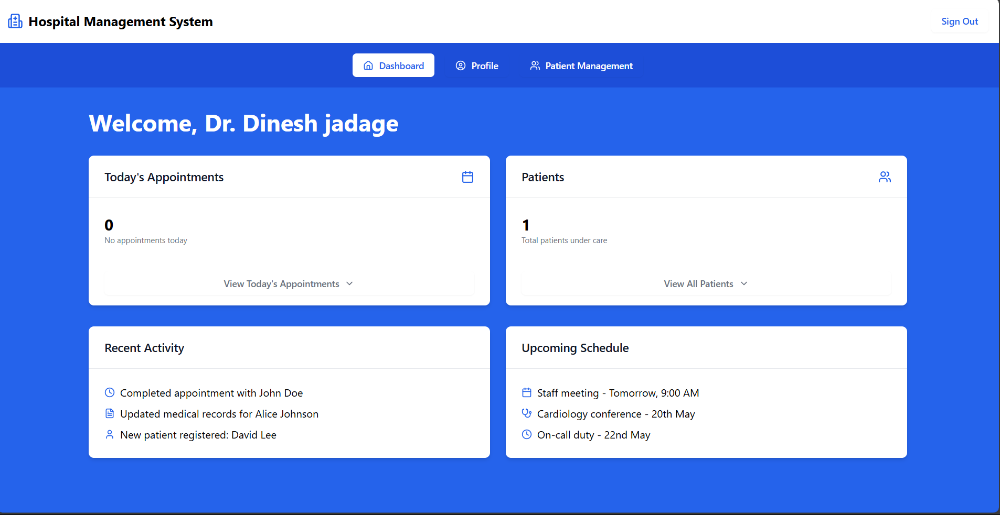 Hospital Management System
Sign Out
Dashboard
Profile
Patient Management
Welcome, Dr. Dinesh jadage
Today's Appointments
0
No appointments today
View Today's Appointments
Patients
1
Total patients under care
View All Patients
Recent Activity
Completed appointment with John Doe
Updated medical records for Alice Johnson
New patient registered: David Lee
Upcoming Schedule
Staff meeting - Tomorrow, 9:00 AM
Cardiology conference - 20th May
On-call duty - 22nd May